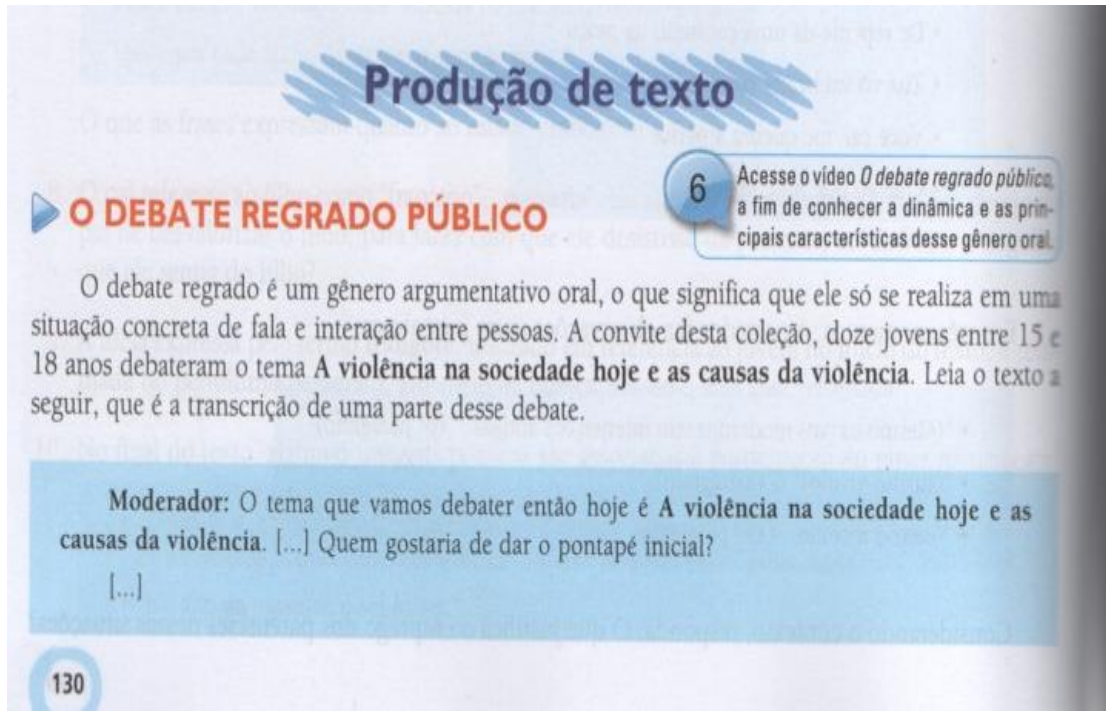 Produção de texto
6
Acesse o vídeo O debate regrado público,
a fim de conhecer a dinâmica e as prin-
cipais características desse gênero oral.
O DEBATE REGRADO PÚBLICO
O debate regrado é um gênero argumentativo oral, o que significa que ele só se realiza em uma
situação concreta de fala e interação entre pessoas. A convite desta coleção, doze jovens entre 15 e
18 anos debateram o tema A violência na sociedade hoje e as causas da violência. Leia o texto a
seguir, que é a transcrição de uma parte desse debate.
Moderador: O tema que vamos debater então hoje é A violência na sociedade hoje e as
causas da violência. [...] Quem gostaria de dar o pontapé inicial?
[...]
130